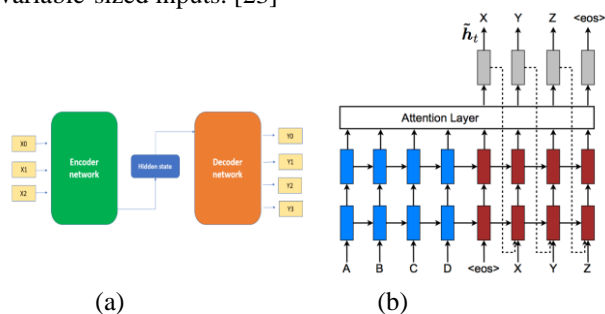 variable-sized inputs. [23]
X Y Z <eos>
h̃t
Attention Layer
X0
X1
X2
Encoder
network
Hidden state
Decoder
network
Y0
Y1
Y2
Y3
A B C D <eos> X Y Z
(a) (b)